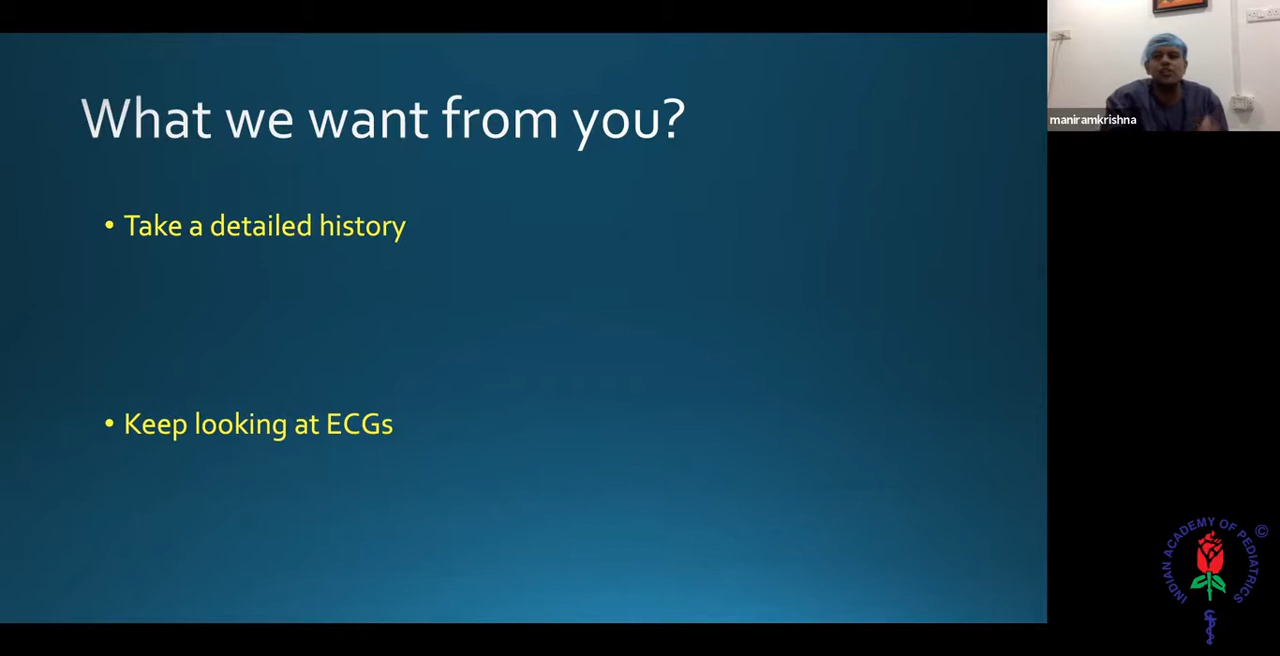 What we want from you?
• Take a detailed history
• Keep looking at ECGs
maniramkrishna
INDIAN ACADEMY OF PEDIATRICS
©